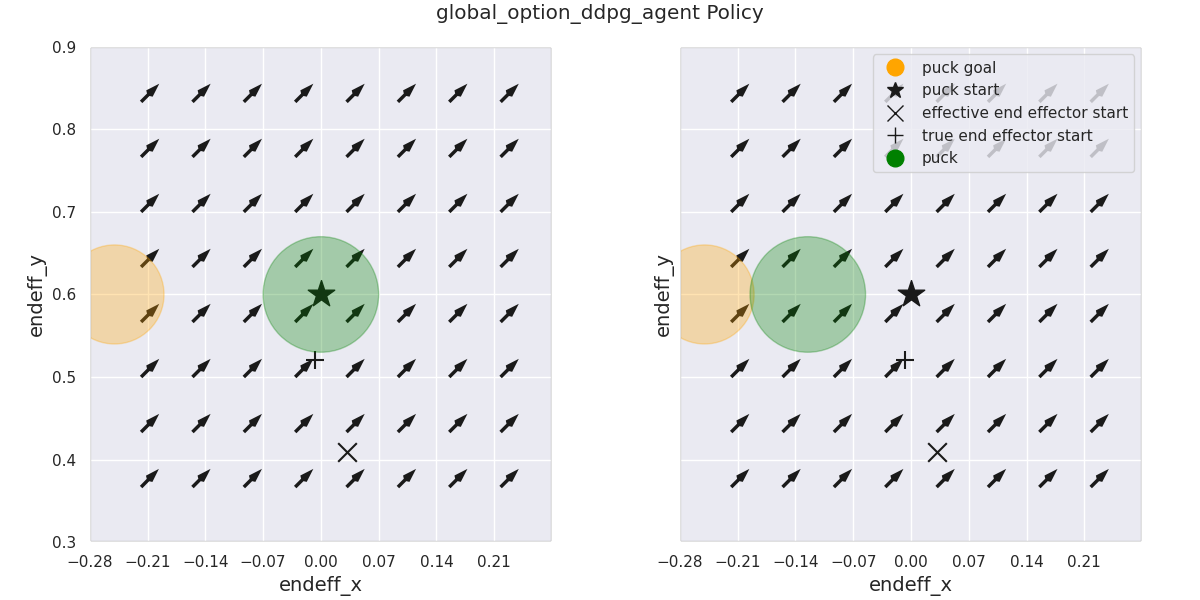 global_option_ddpg_agent Policy
0.9
0.8
0.7
0.6
0.5
0.4
0.3
endeff_y
−0.28 −0.21 −0.14 −0.07 0.00 0.07 0.14 0.21
endeff_x
puck goal
puck start
effective end effector start
true end effector start
puck
endeff_y
−0.28 −0.21 −0.14 −0.07 0.00 0.07 0.14 0.21
endeff_x